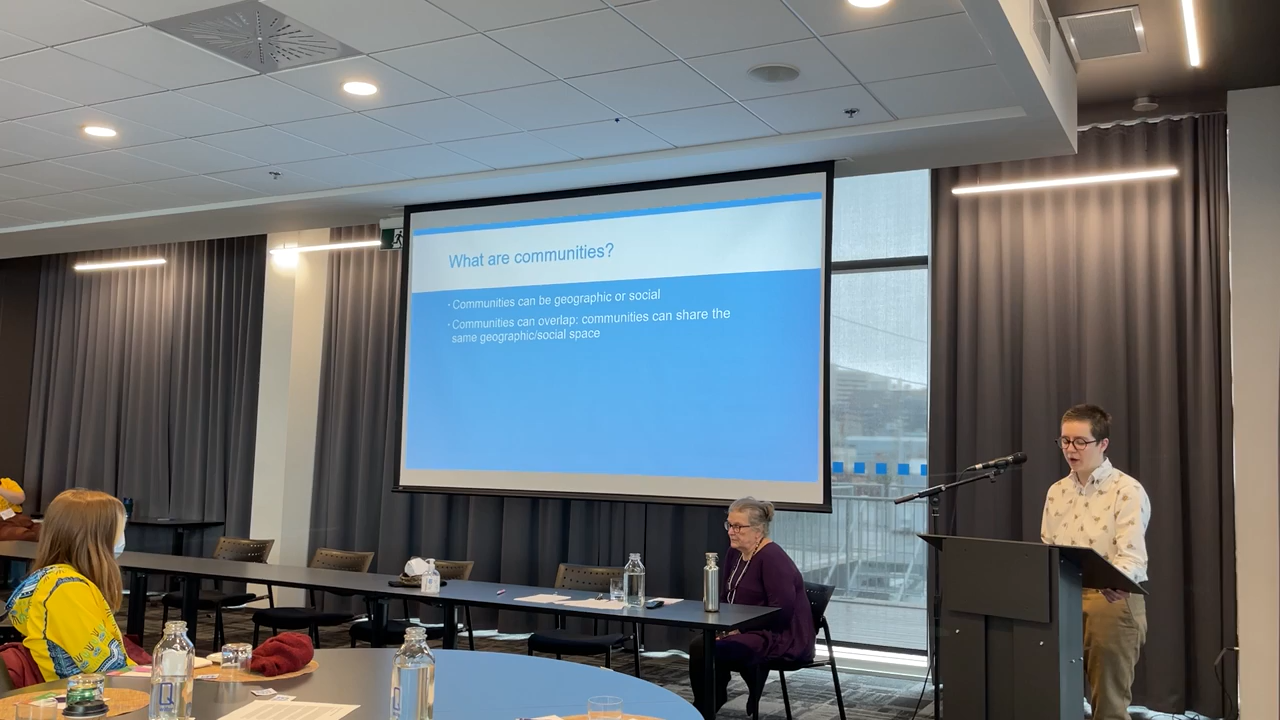 What are communities?
· Communities can be geographic or social
· Communities can overlap: communities can share the
same geographic/social space
Q